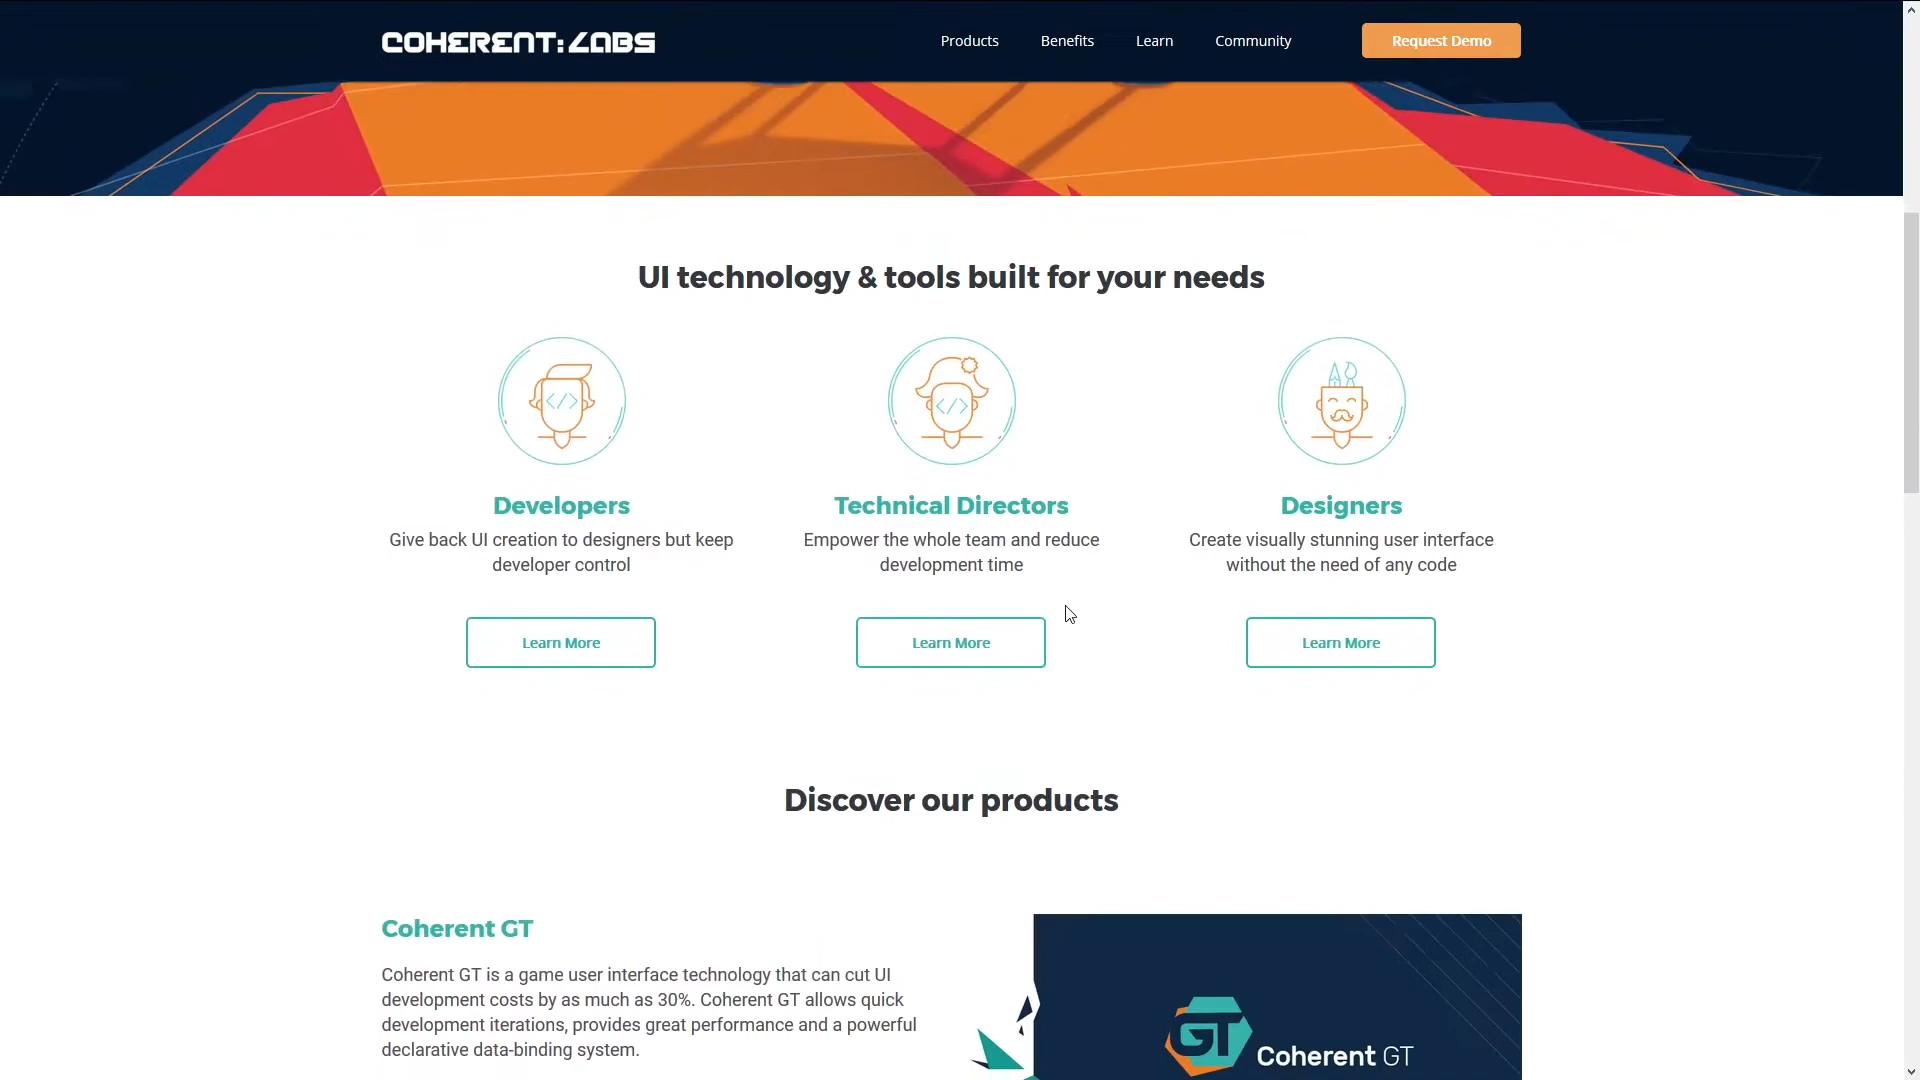 COHERENT:LABS
Products
Benefits
Learn
Community
Request Demo
UI technology & tools built for your needs
</>
</>
Developers
Give back UI creation to designers but keep
developer control
Learn More
Technical Directors
Empower the whole team and reduce
development time
Learn More
Designers
Create visually stunning user interface
without the need of any code
Learn More
Discover our products
Coherent GT
Coherent GT is a game user interface technology that can cut UI
development costs by as much as 30%. Coherent GT allows quick
development iterations, provides great performance and a powerful
declarative data-binding system.
GT
Coherent GT